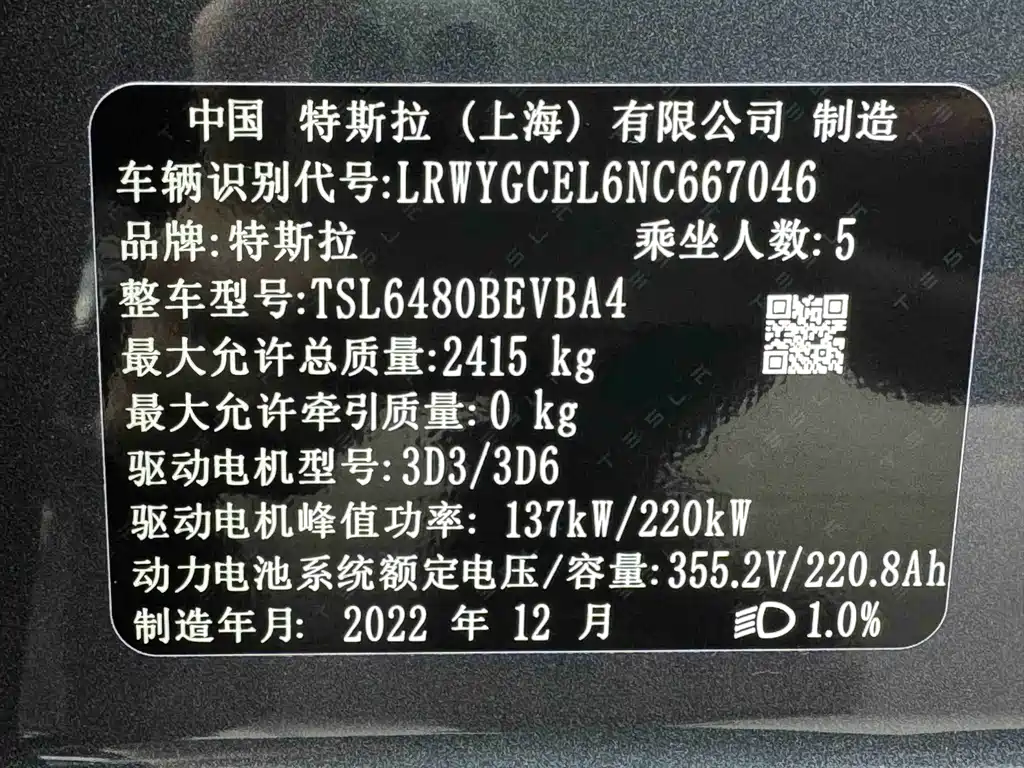 中国 特斯拉（上海）有限公司 制造
车辆识别代号:LRWYGCEL6NC667046
品牌:特斯拉 乘坐人数:5
整车型号:TSL6480BEVBA4
最大允许总质量:2415 kg
最大允许牵引质量:0 kg
驱动电机型号:3D3/3D6
驱动电机峰值功率: 137kW/220kW
动力电池系统额定电压/容量:355.2V/220.8Ah
制造年月: 2022 年 12 月 1.0%
TESLA